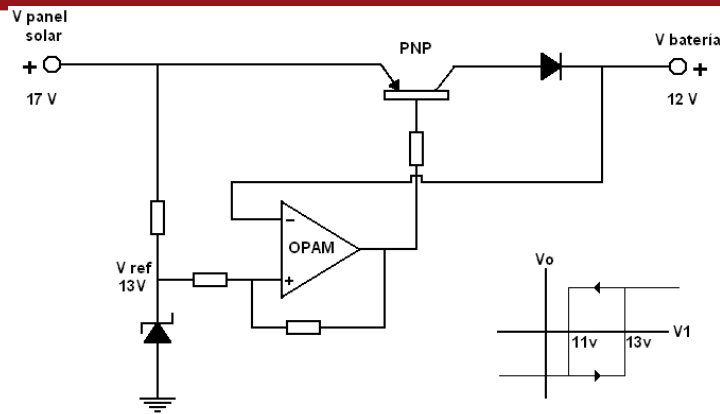 V panel
solar
PNP
V batería
+
+
17 V
12 V
-
OPAM
+
V ref
13V
Vo
V1
11v
13v